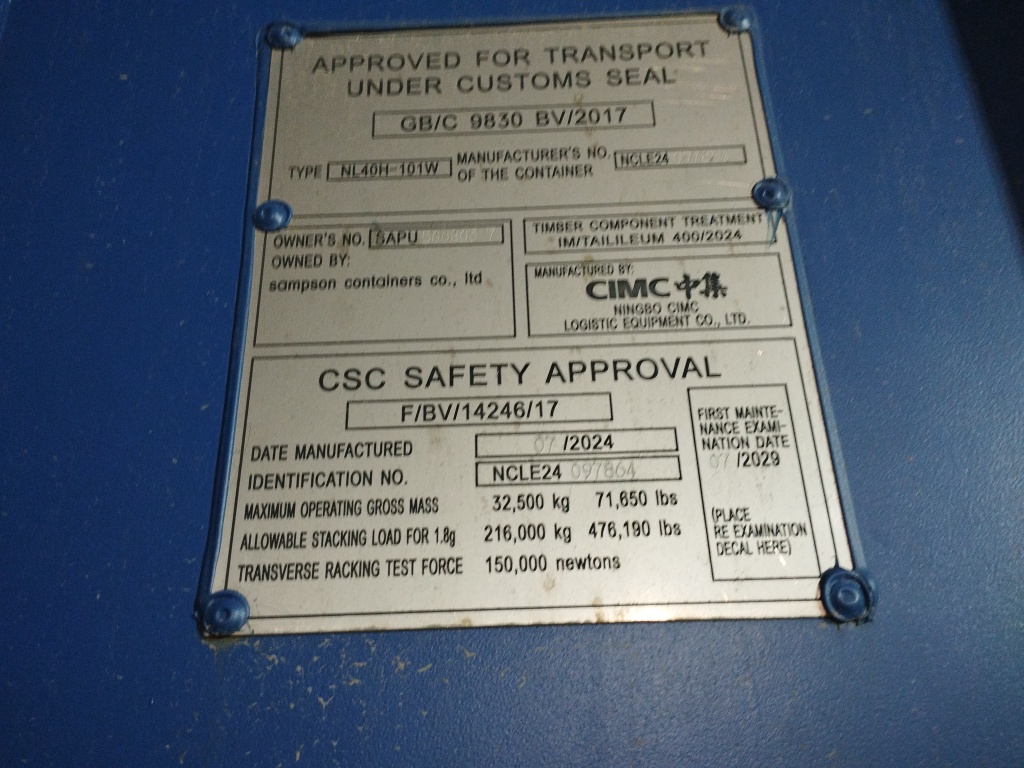 APPROVED FOR TRANSPORT
UNDER CUSTOMS SEAL
GB/C 9830 BV/2017
TYPE NL40H-101W
MANUFACTURER'S NO.
OF THE CONTAINER
NCLE24
OWNER'S NO. SAPU
OWNED BY:
sampson containers co., ltd
TIMBER COMPONENT TREATMENT
IM/TAILILEUM 400/2024
MANUFACTURED BY:
CIMC 中集
NINGBO CIMC
LOGISTIC EQUIPMENT CO., LTD.
CSC SAFETY APPROVAL
F/BV/14246/17
DATE MANUFACTURED 07 /2024
IDENTIFICATION NO. NCLE24 097864
MAXIMUM OPERATING GROSS MASS 32,500 kg 71,650 lbs
ALLOWABLE STACKING LOAD FOR 1.8g 216,000 kg 476,190 lbs
TRANSVERSE RACKING TEST FORCE 150,000 newtons
FIRST MAINTE-
NANCE EXAMI-
NATION DATE
07 /2029
(PLACE
RE EXAMINATION
DECAL HERE)